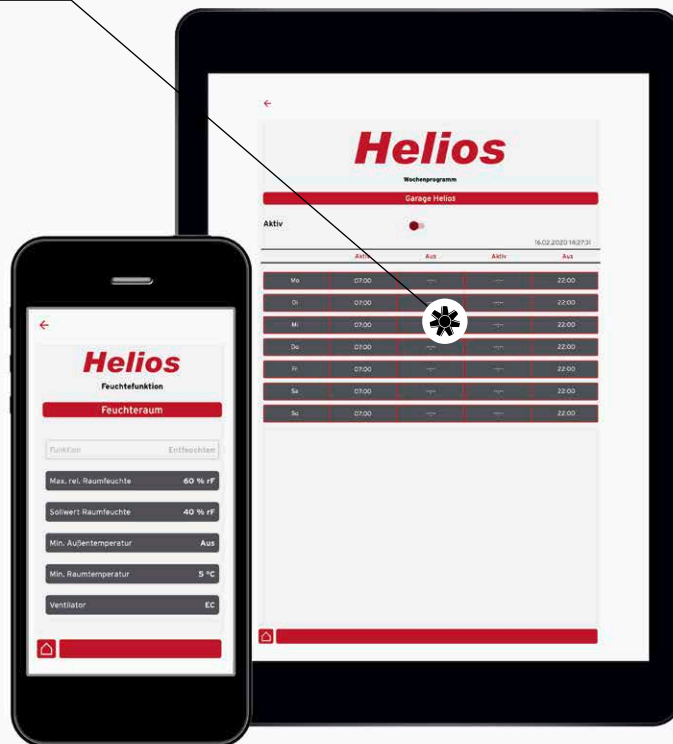 ←
Helios
Wochenprogramm
Garage Helios
Aktiv
16.02.2020 14:27:31
Aktiv Aus Aktiv Aus
Mo 07:00 --:-- --:-- 22:00
Di 07:00 --:-- --:-- 22:00
Mi 07:00 --:-- 22:00
Do 07:00 --:-- --:-- 22:00
Fr 07:00 --:-- --:-- 22:00
Sa 07:00 --:-- --:-- 22:00
So 07:00 --:-- --:-- 22:00
←
Helios
Feuchtefunktion
Feuchteraum
Funktion Entfeuchten
Max. rel. Raumfeuchte 60 % rF
Sollwert Raumfeuchte 40 % rF
Min. Außentemperatur Aus
Min. Raumtemperatur 5 °C
Ventilator EC